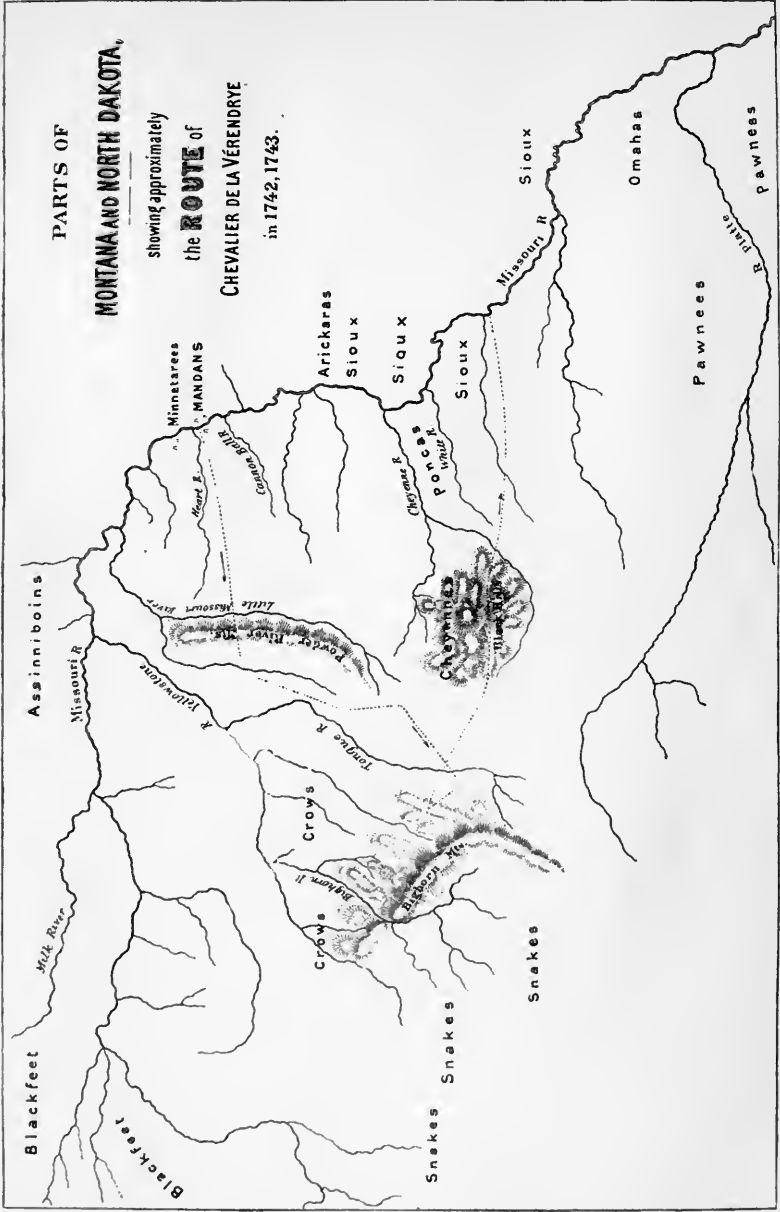 PARTS OF
MONTANA AND NORTH DAKOTA,
showing approximately
the ROUTE of
CHEVALIER DE LA VÉRENDRYE
in 1742, 1743.
Blackfeet
Blackfeet
Milk River
Assinniboins
Missouri R
R Yellowstone
Minnetarees
MANDANS
Heart R.
Cannon Ball R
Little Missouri River
Powder River Mts.
Tongue R
Crows
Crows
Bighorn R
Bighorn Mts
Snakes
Snakes
Snakes
Arickaras
Sioux
Sioux
Sioux
Cheyenne R
Poncas
White R
Cheyennes
Black Hills
Missouri R
Sioux
Omahas
Pawnees
R Platte
Pawness